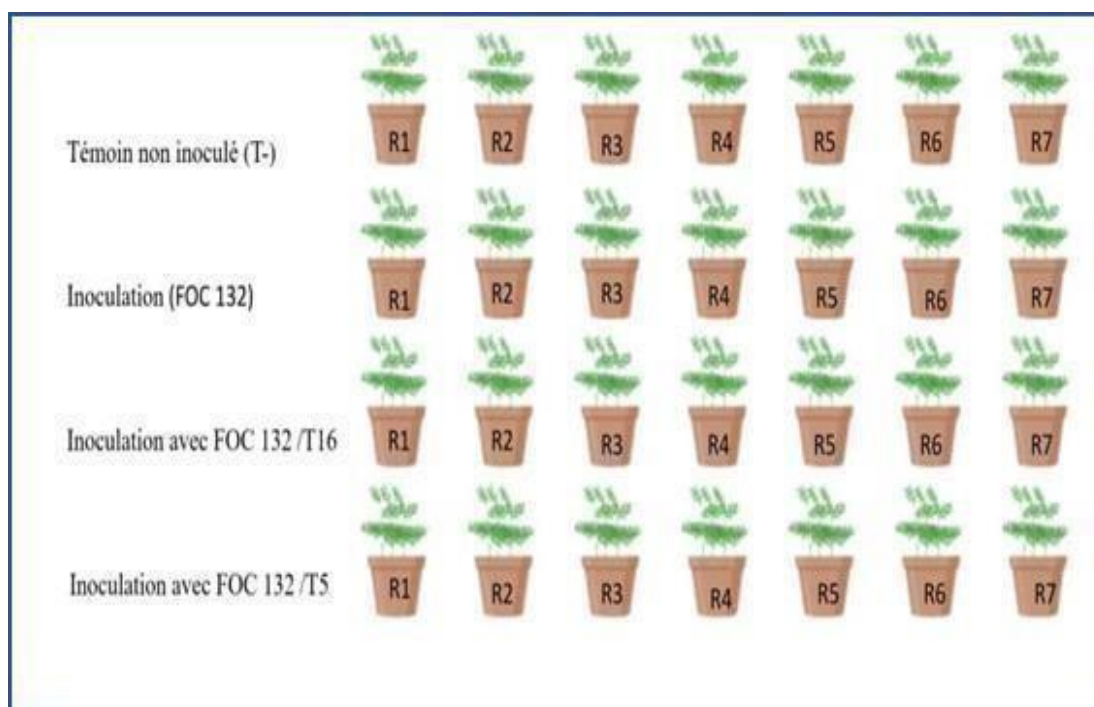 Témoin non inoculé (T-) R1 R2 R3 R4 R5 R6 R7
Inoculation (FOC 132) R1 R2 R3 R4 R5 R6 R7
Inoculation avec FOC 132 /T16 R1 R2 R3 R4 R5 R6 R7
Inoculation avec FOC 132 /T5 R1 R2 R3 R4 R5 R6 R7